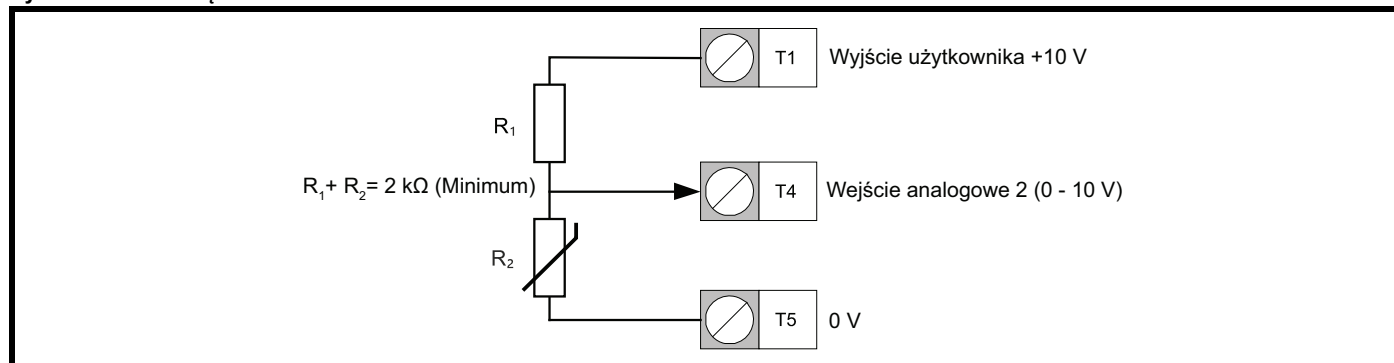 T1 Wyjście użytkownika +10 V
R₁
R₁+ R₂= 2 kΩ (Minimum)
T4 Wejście analogowe 2 (0 - 10 V)
R₂
T5 0 V